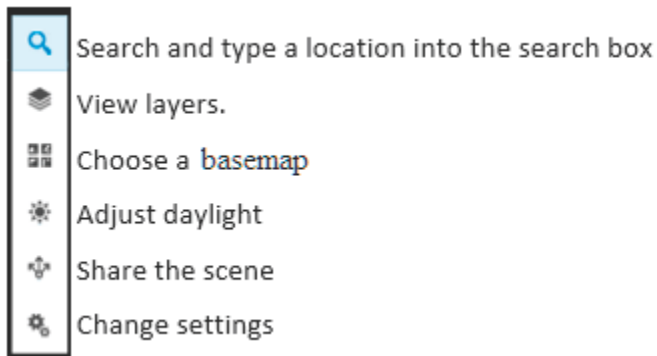 Search and type a location into the search box
View layers.
Choose a basemap
Adjust daylight
Share the scene
Change settings